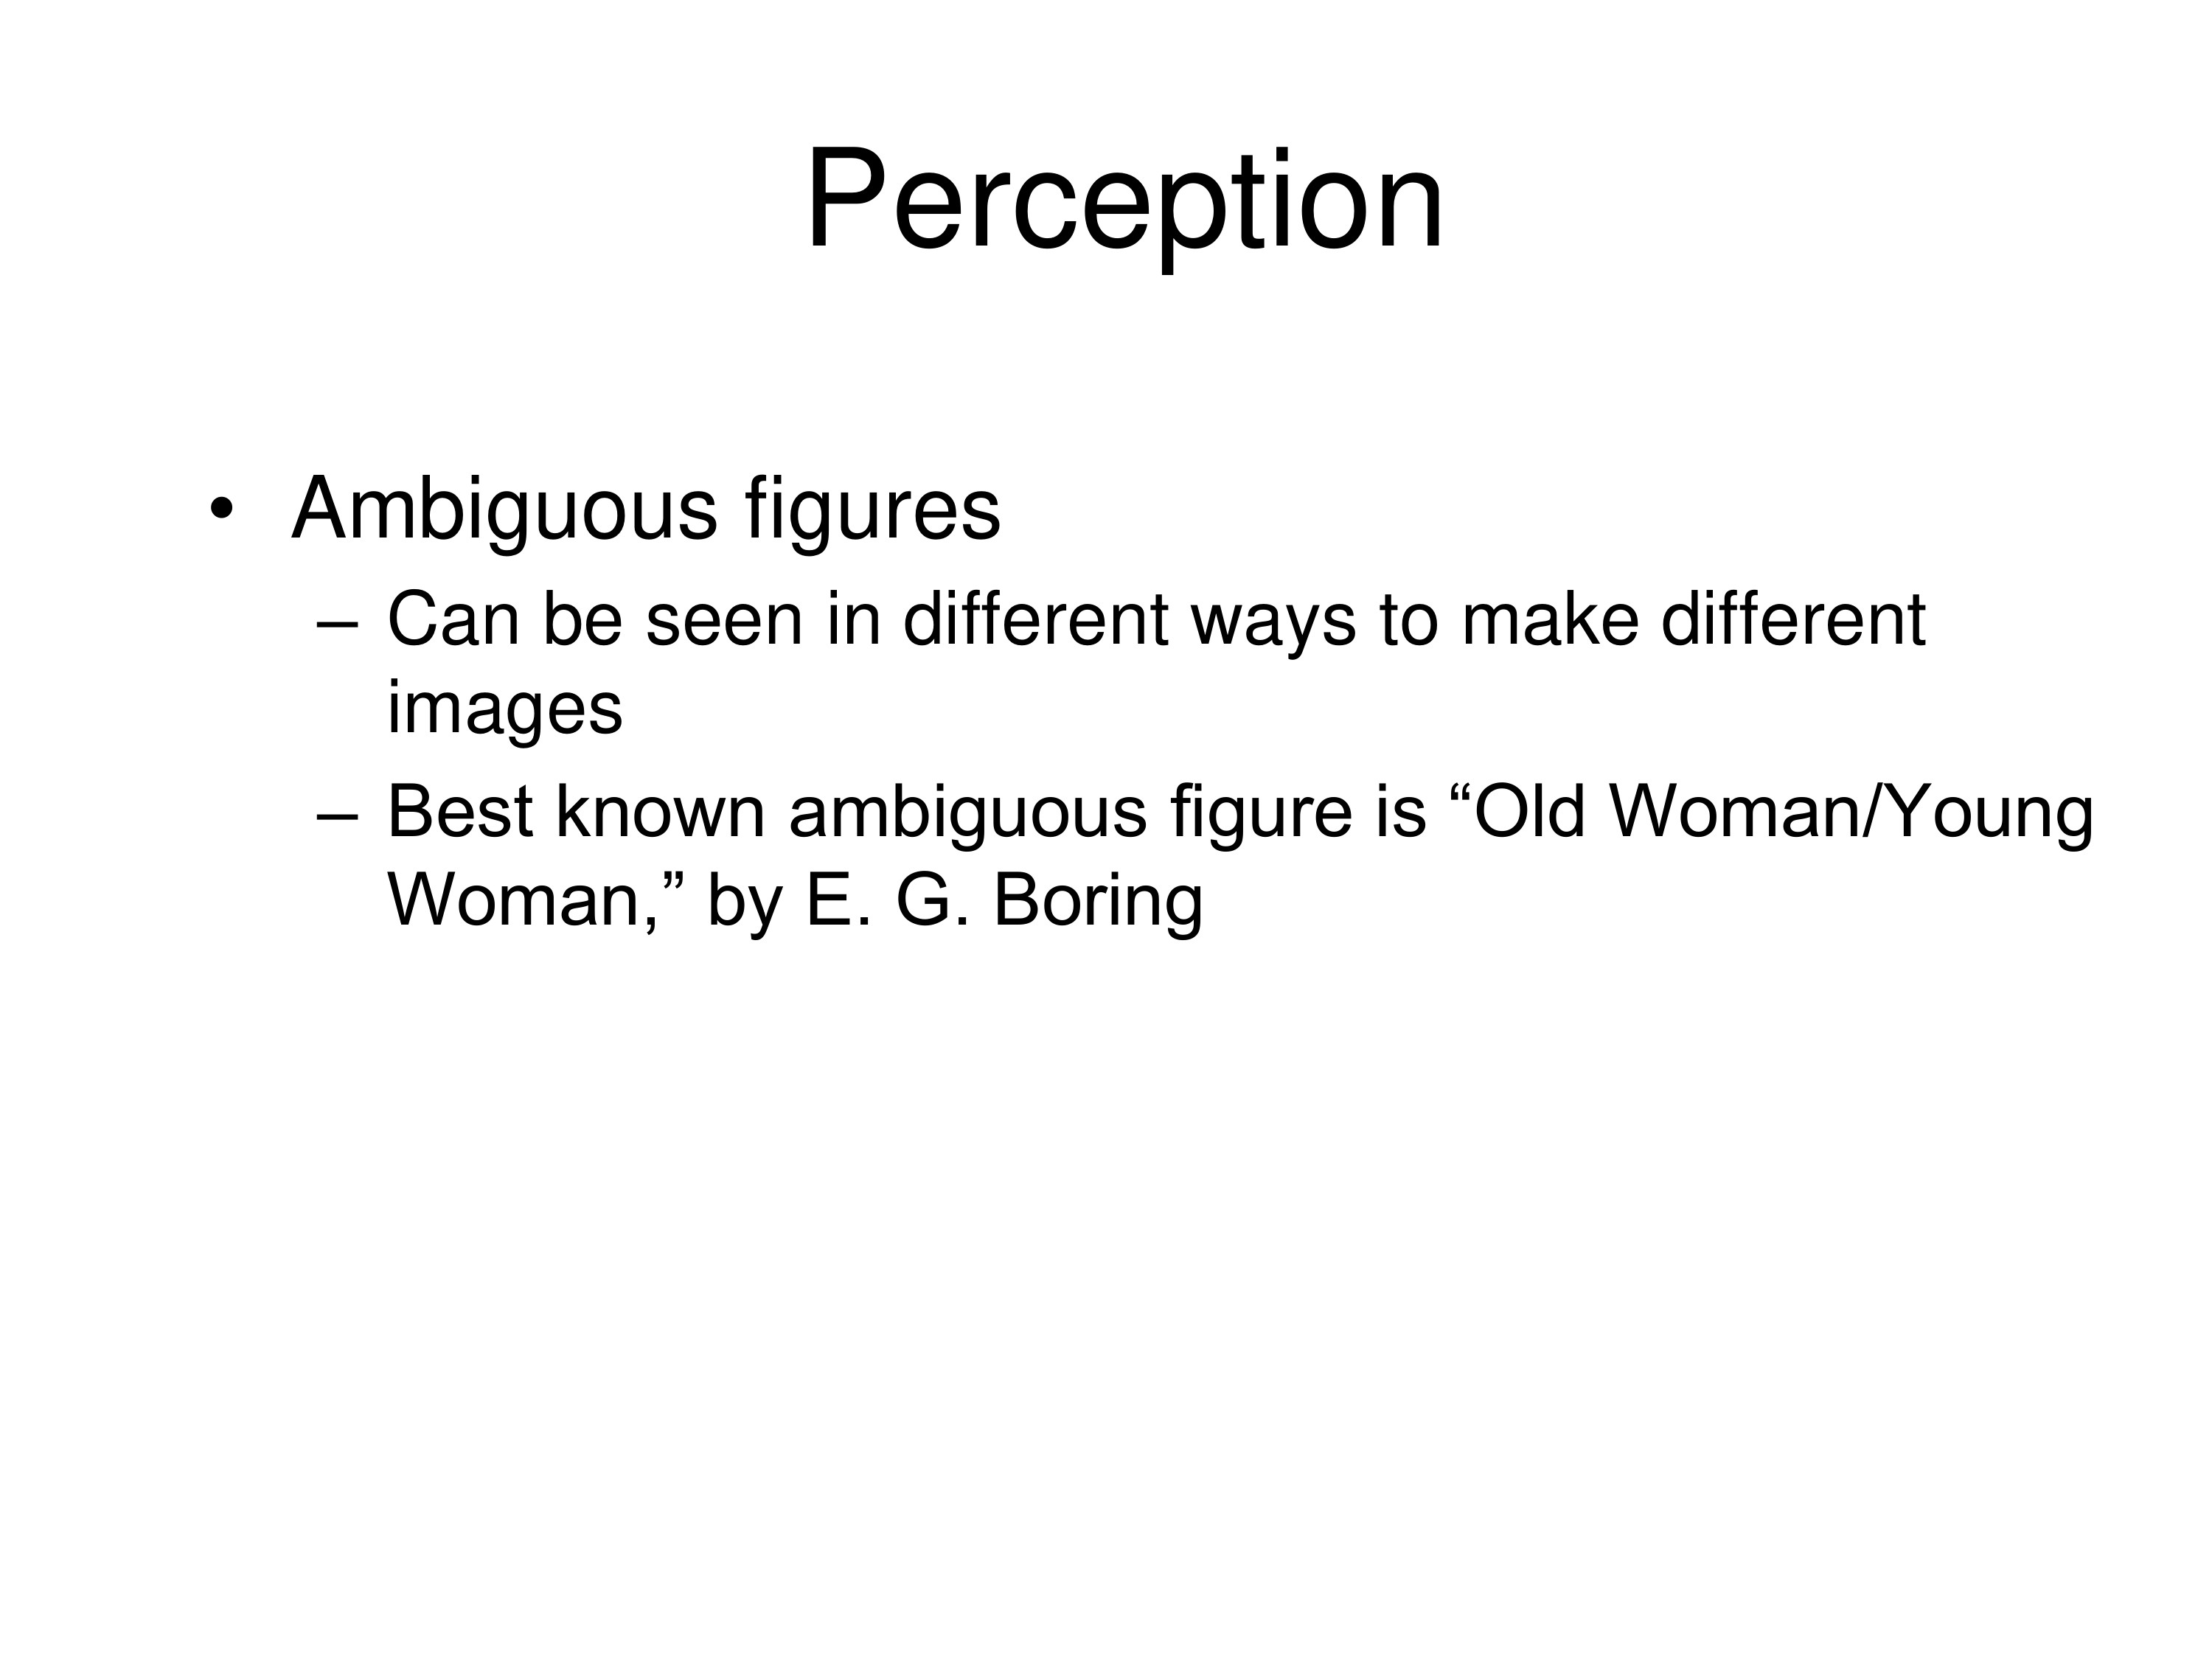 Perception
• Ambiguous figures
– Can be seen in different ways to make different
images
– Best known ambiguous figure is “Old Woman/Young
Woman,” by E. G. Boring